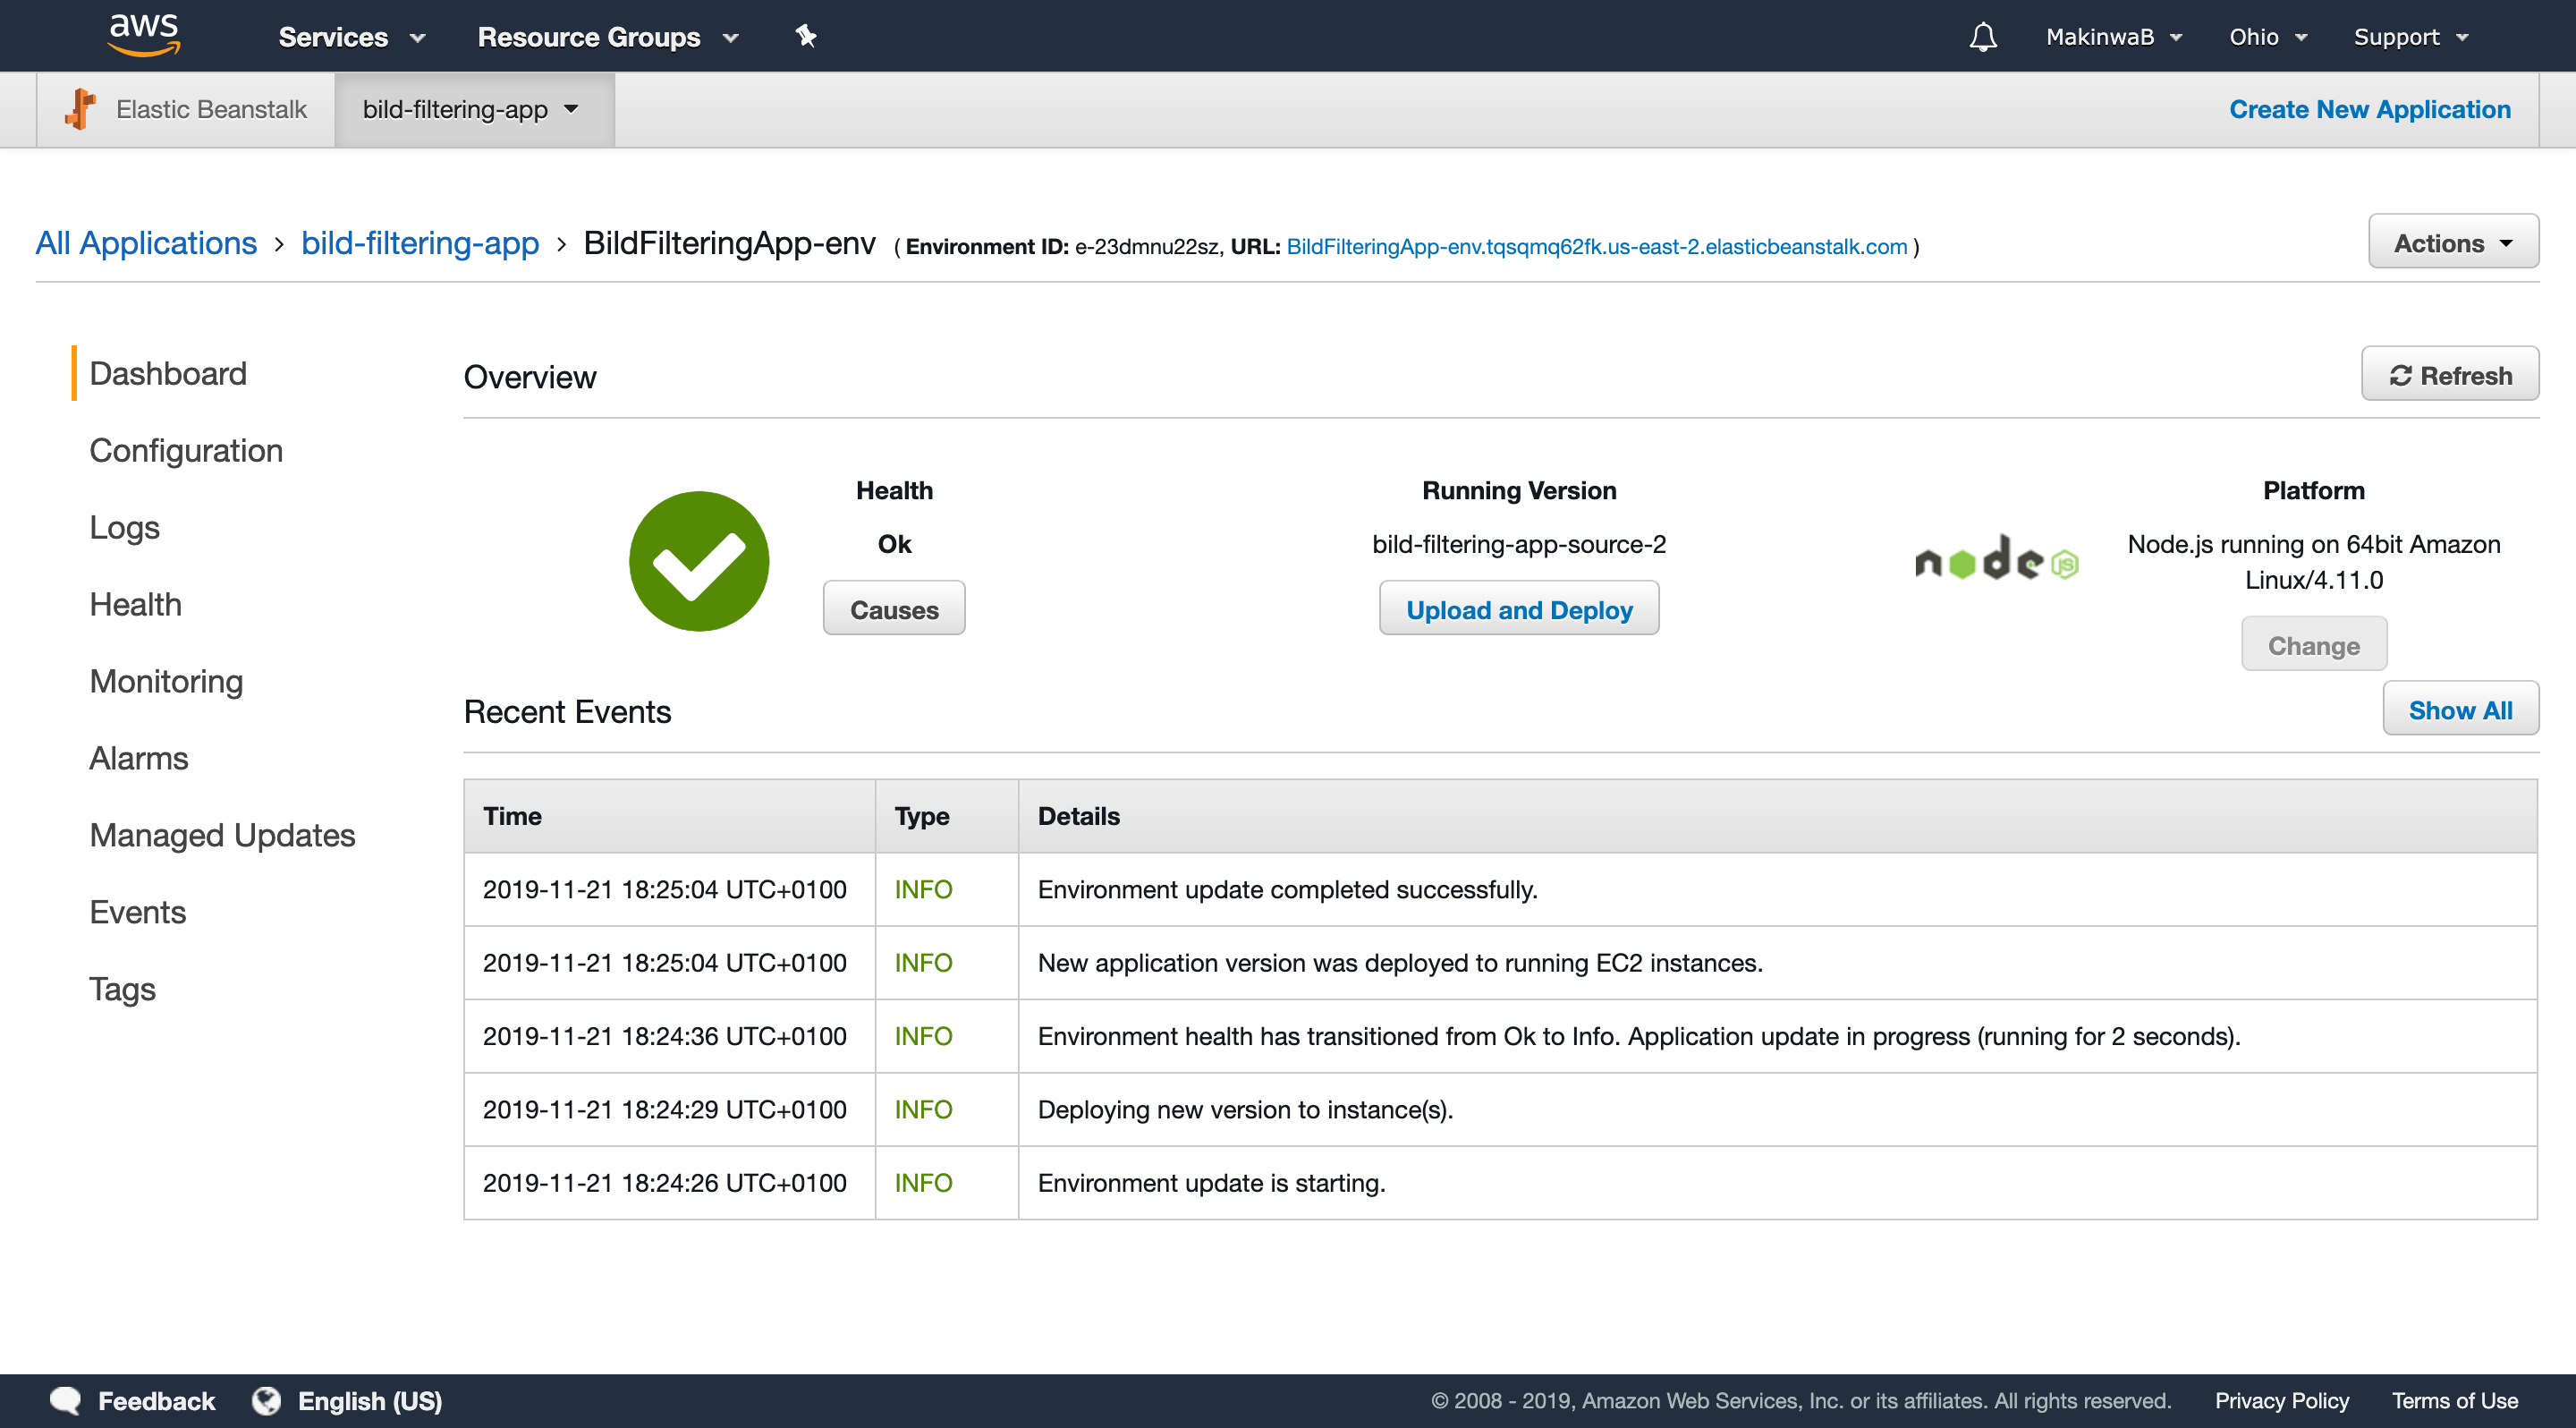 aws Services Resource Groups MakinwaB Ohio Support
Elastic Beanstalk bild-filtering-app Create New Application
All Applications › bild-filtering-app › BildFilteringApp-env ( Environment ID: e-23dmnu22sz, URL: BildFilteringApp-env.tqsqmq62fk.us-east-2.elasticbeanstalk.com )
Actions
Dashboard
Configuration
Logs
Health
Monitoring
Alarms
Managed Updates
Events
Tags
Overview
Refresh
Health
Ok
Causes
Running Version
bild-filtering-app-source-2
Upload and Deploy
node JS
Platform
Node.js running on 64bit Amazon
Linux/4.11.0
Change
Recent Events
Show All
Time Type Details
2019-11-21 18:25:04 UTC+0100 INFO Environment update completed successfully.
2019-11-21 18:25:04 UTC+0100 INFO New application version was deployed to running EC2 instances.
2019-11-21 18:24:36 UTC+0100 INFO Environment health has transitioned from Ok to Info. Application update in progress (running for 2 seconds).
2019-11-21 18:24:29 UTC+0100 INFO Deploying new version to instance(s).
2019-11-21 18:24:26 UTC+0100 INFO Environment update is starting.
Feedback English (US) © 2008 - 2019, Amazon Web Services, Inc. or its affiliates. All rights reserved. Privacy Policy Terms of Use